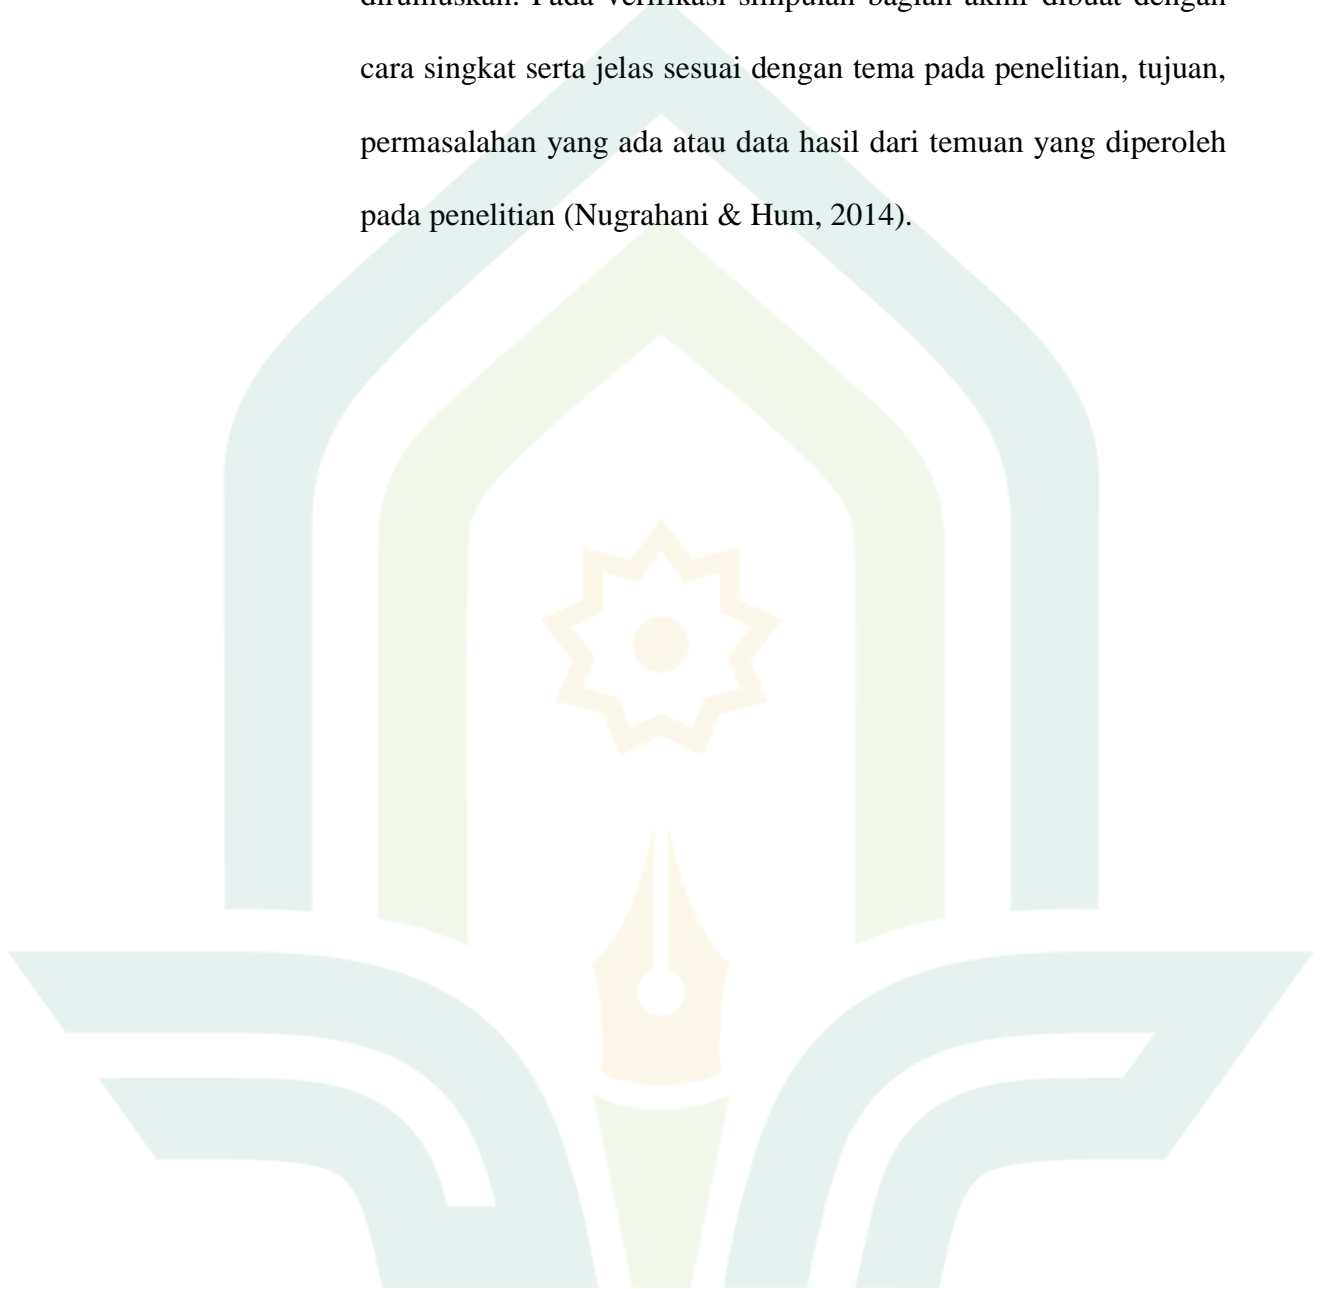 dirumuskan. Pada verifikasi simpulan bagian akhir dibuat dengan
cara singkat serta jelas sesuai dengan tema pada penelitian, tujuan,
permasalahan yang ada atau data hasil dari temuan yang diperoleh
pada penelitian (Nugrahani & Hum, 2014).